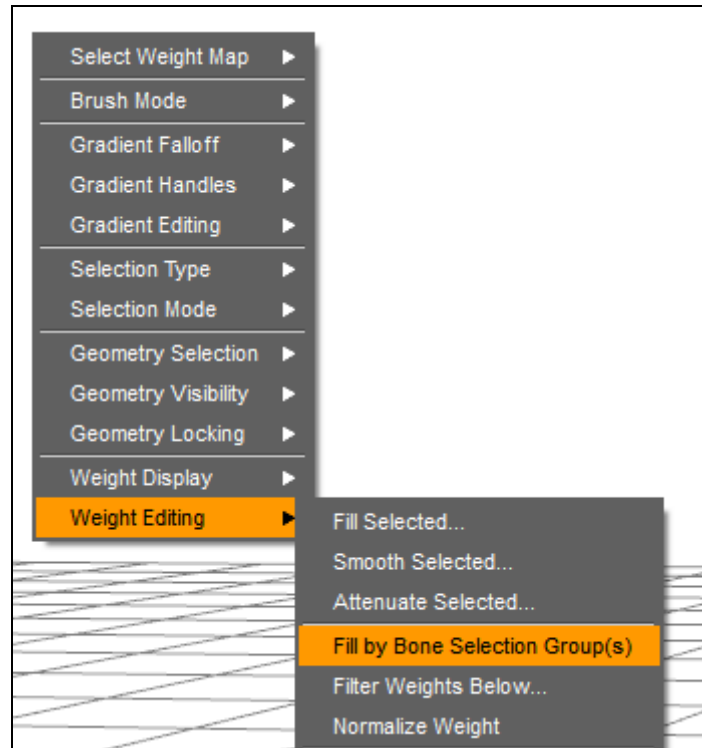 Select Weight Map
Brush Mode
Gradient Falloff
Gradient Handles
Gradient Editing
Selection Type
Selection Mode
Geometry Selection
Geometry Visibility
Geometry Locking
Weight Display
Weight Editing
Fill Selected...
Smooth Selected...
Attenuate Selected...
Fill by Bone Selection Group(s)
Filter Weights Below...
Normalize Weight